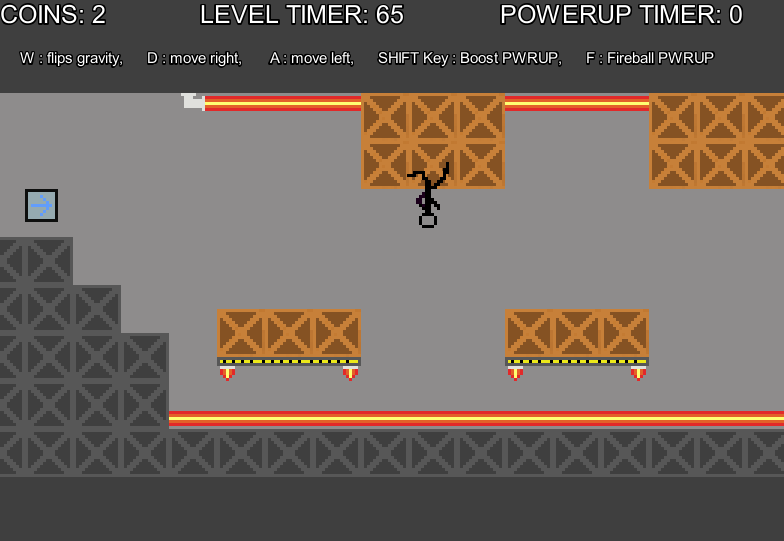 COINS: 2 LEVEL TIMER: 65 POWERUP TIMER: 0
W : flips gravity, D : move right, A : move left, SHIFT Key : Boost PWRUP, F : Fireball PWRUP